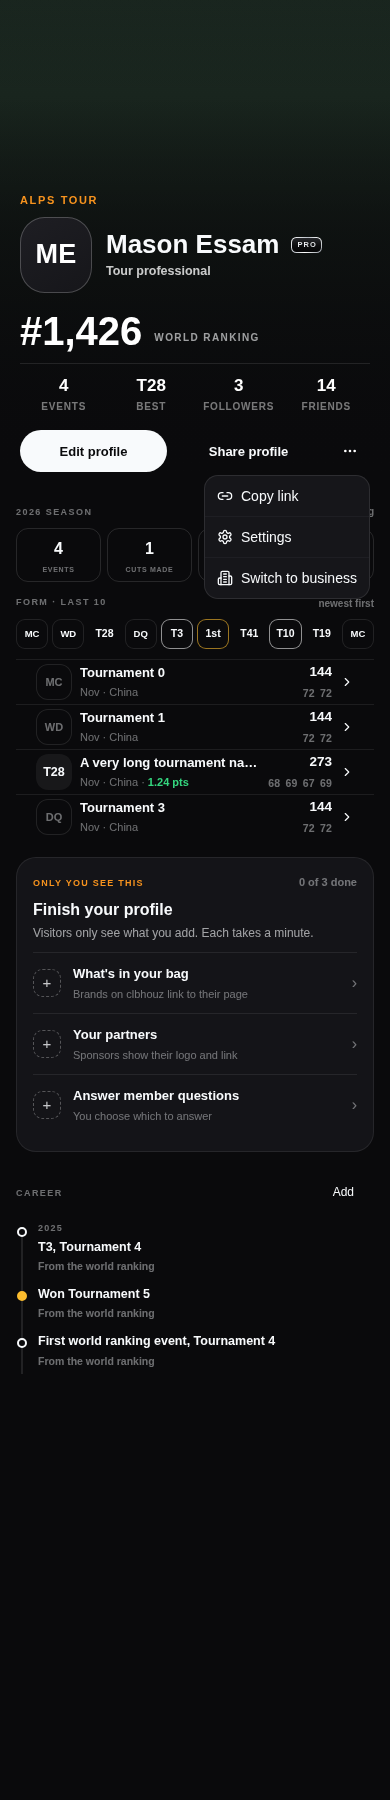 ALPS TOUR
ME
Mason Essam PRO
Tour professional
#1,426 WORLD RANKING
4 T28 3 14
EVENTS BEST FOLLOWERS FRIENDS
Edit profile Share profile ···
Copy link
2026 SEASON g
Settings
4 1
EVENTS CUTS MADE
Switch to business
FORM · LAST 10 newest first
MC WD T28 DQ T3 1st T41 T10 T19 MC
MC Tournament 0 144
Nov · China 72 72
WD Tournament 1 144
Nov · China 72 72
T28 A very long tournament na… 273
Nov · China · 1.24 pts 68 69 67 69
DQ Tournament 3 144
Nov · China 72 72
ONLY YOU SEE THIS 0 of 3 done
Finish your profile
Visitors only see what you add. Each takes a minute.
+ What's in your bag ›
Brands on clbhouz link to their page
+ Your partners ›
Sponsors show their logo and link
+ Answer member questions ›
You choose which to answer
CAREER Add
2025
T3, Tournament 4
From the world ranking
Won Tournament 5
From the world ranking
First world ranking event, Tournament 4
From the world ranking